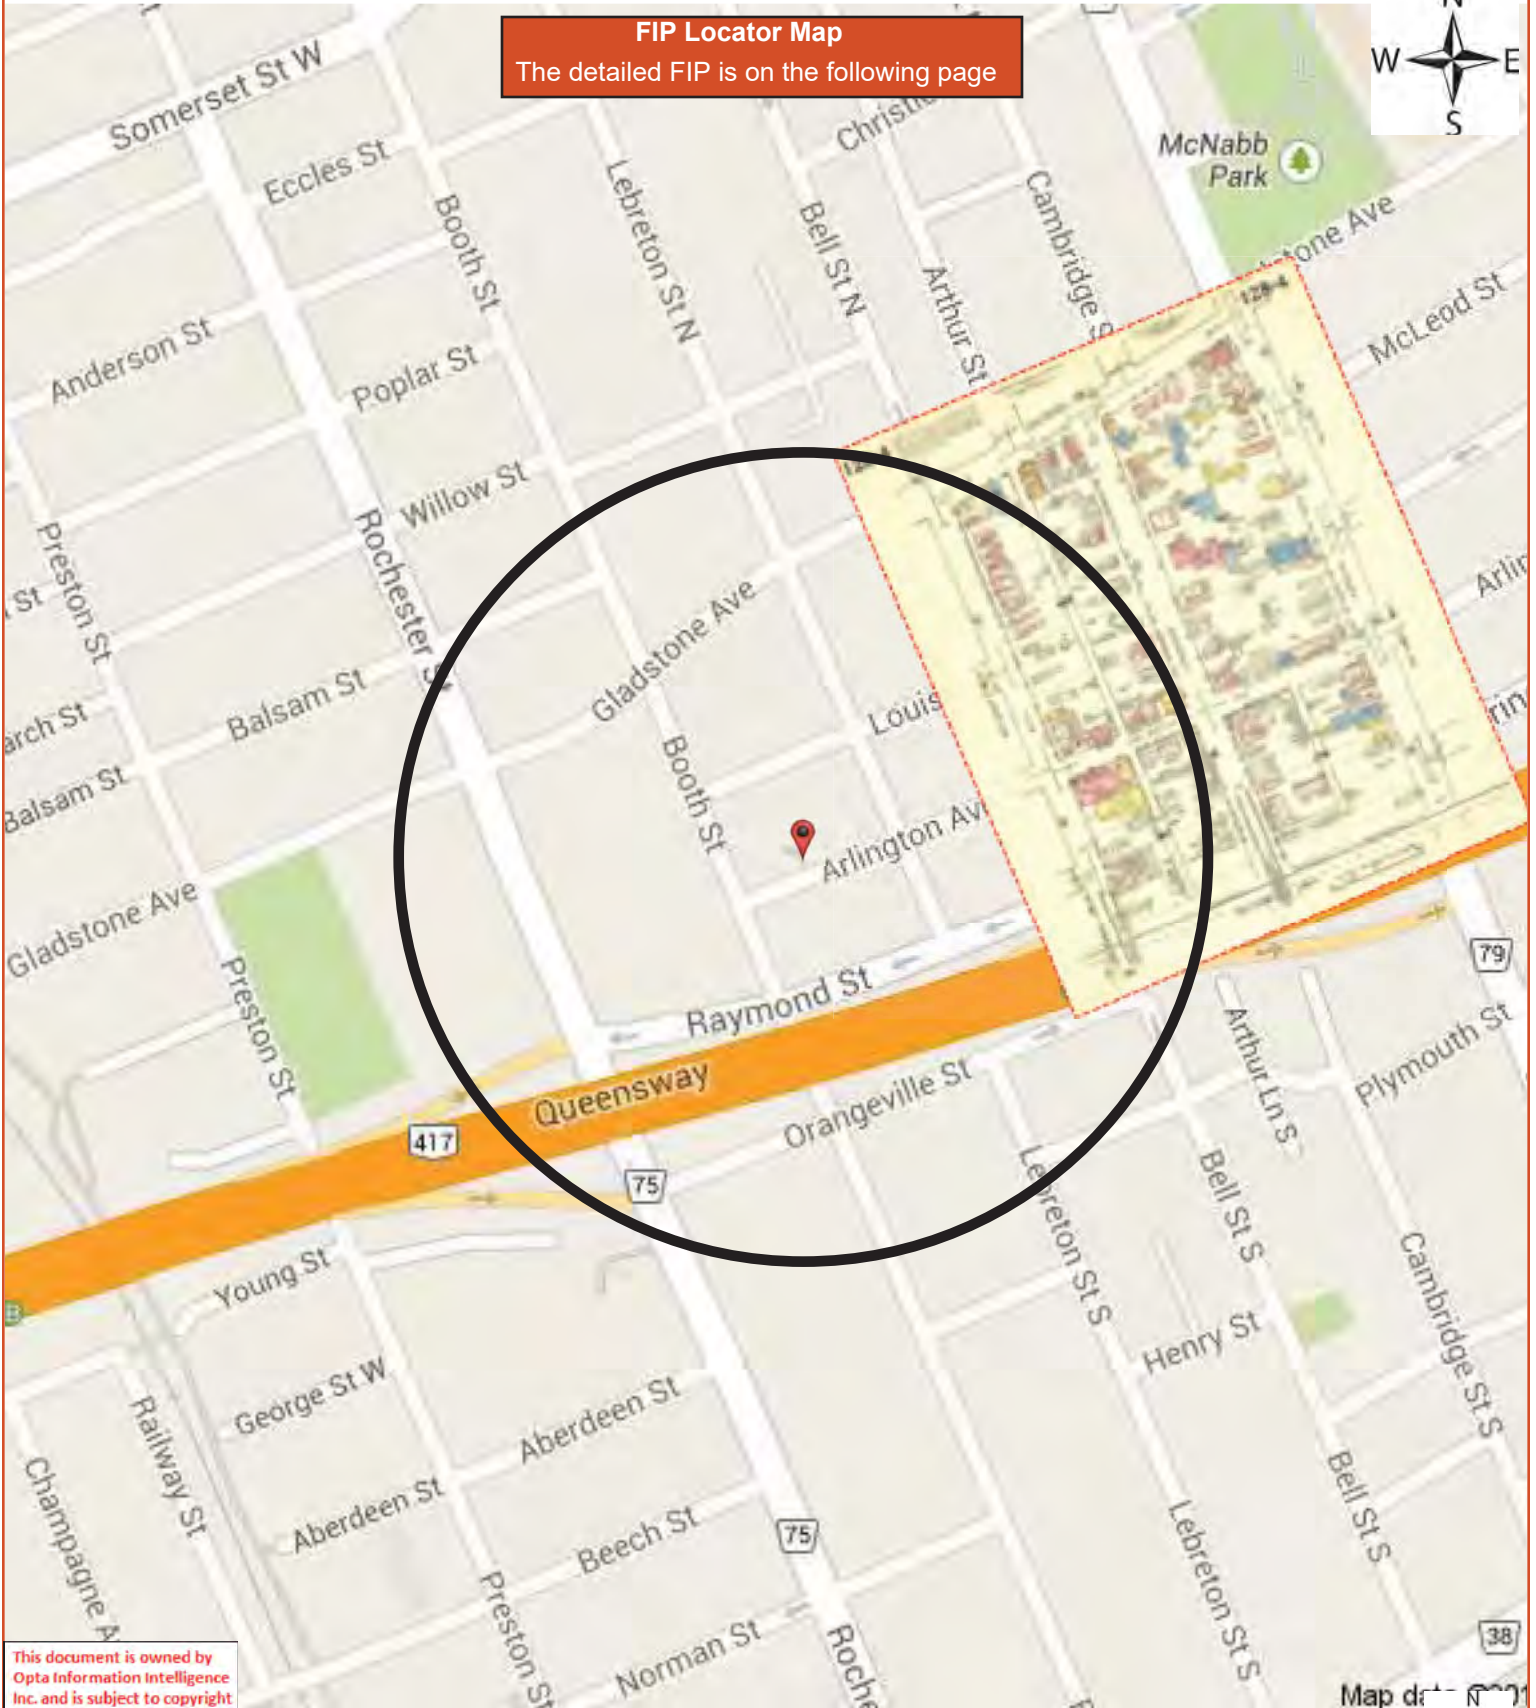 FIP Locator Map
The detailed FIP is on the following page
N
W
E
S
Somerset St W
Eccles St
Booth St
Lebreton St N
Bell St N
Arthur St
Cambridge S
McNabb
Park
McLeod St
Anderson St
Poplar St
Willow St
Preston St
Rochester St
Gladstone Ave
Balsam St
Balsam St
Booth St
Arlington Av
Gladstone Ave
Preston St
Raymond St
Queensway
417
75
Orangeville St
79
Arthur Ln S
Plymouth St
Lebreton St S
Bell St S
Cambridge St S
Henry St
Young St
George St W
Railway St
Aberdeen St
Aberdeen St
Beech St
75
Bell St S
Lebreton St S
Preston St
Norman St
38
This document is owned by
Opta Information Intelligence
Inc. and is subject to copyright